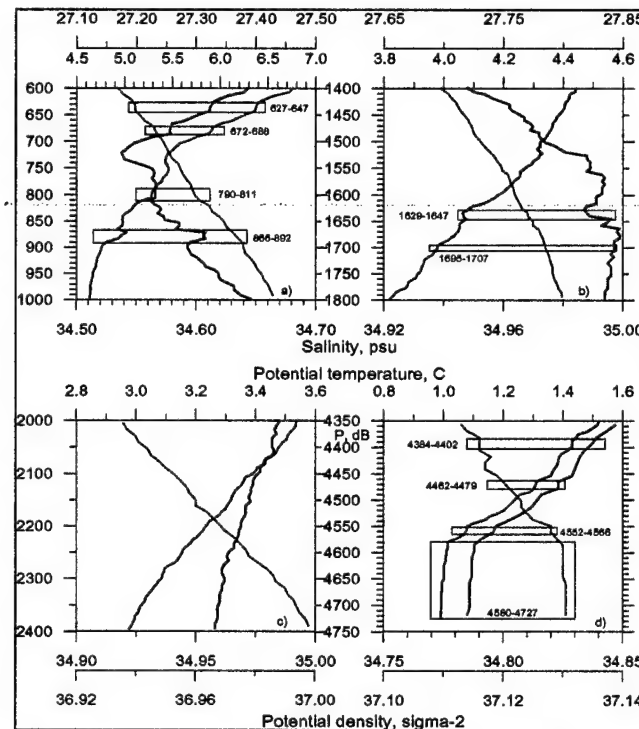 27.10 27.20 27.30 27.40 27.50
27.65 27.75 27.85
4.5 5.0 5.5 6.0 6.5 7.0
3.8 4.0 4.2 4.4 4.6
600
650
700
750
800
850
900
950
1000
627-647
672-688
790-811
866-892
a)
1400
1450
1500
1550
1600
1650
1700
1750
1800
1629-1647
1695-1707
b)
34.50 34.60 34.70
34.92 34.96 35.00
Salinity, psu
Potential temperature, C
2.8 3.0 3.2 3.4 3.6
0.8 1.0 1.2 1.4 1.6
2000
2100
2200
2300
2400
c)
P, dB
4350
4400
4450
4500
4550
4600
4650
4700
4750
4384-4402
4462-4479
4552-4566
4580-4727
d)
34.90 34.95 35.00
34.75 34.80 34.85
36.92 36.96 37.00
37.10 37.12 37.14
Potential density, sigma-2